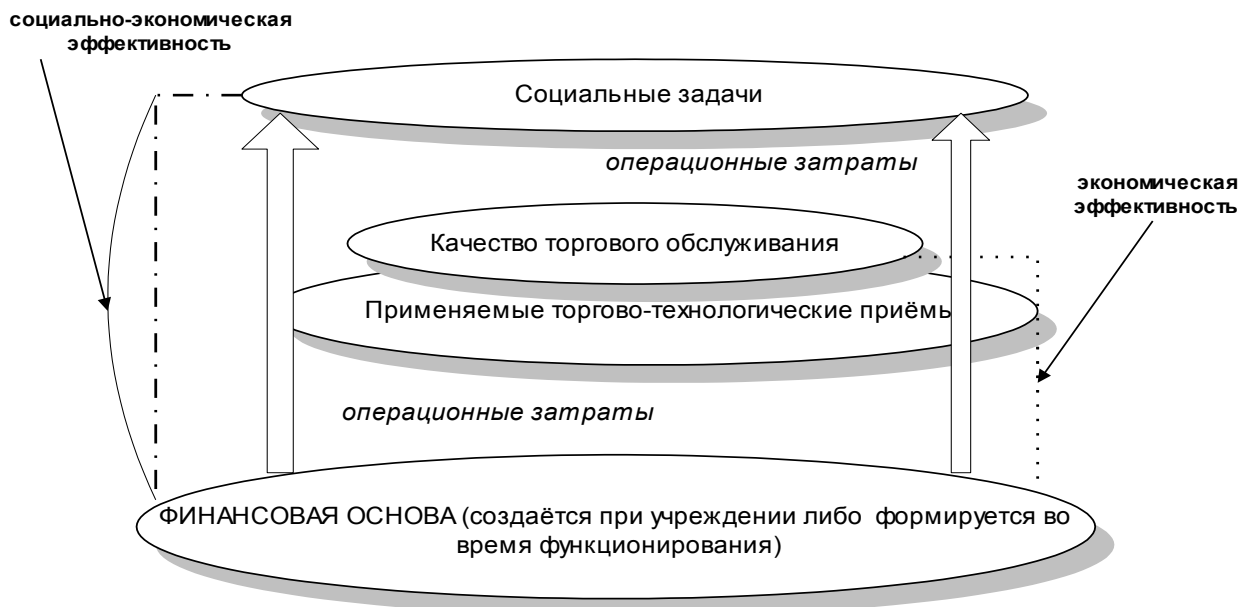 социально-экономическая
эффективность
Социальные задачи
операционные затраты
экономическая
эффективность
Качество торгового обслуживания
Применяемые торгово-технологические приёмы
операционные затраты
ФИНАНСОВАЯ ОСНОВА (создаётся при учреждении либо формируется во
время функционирования)